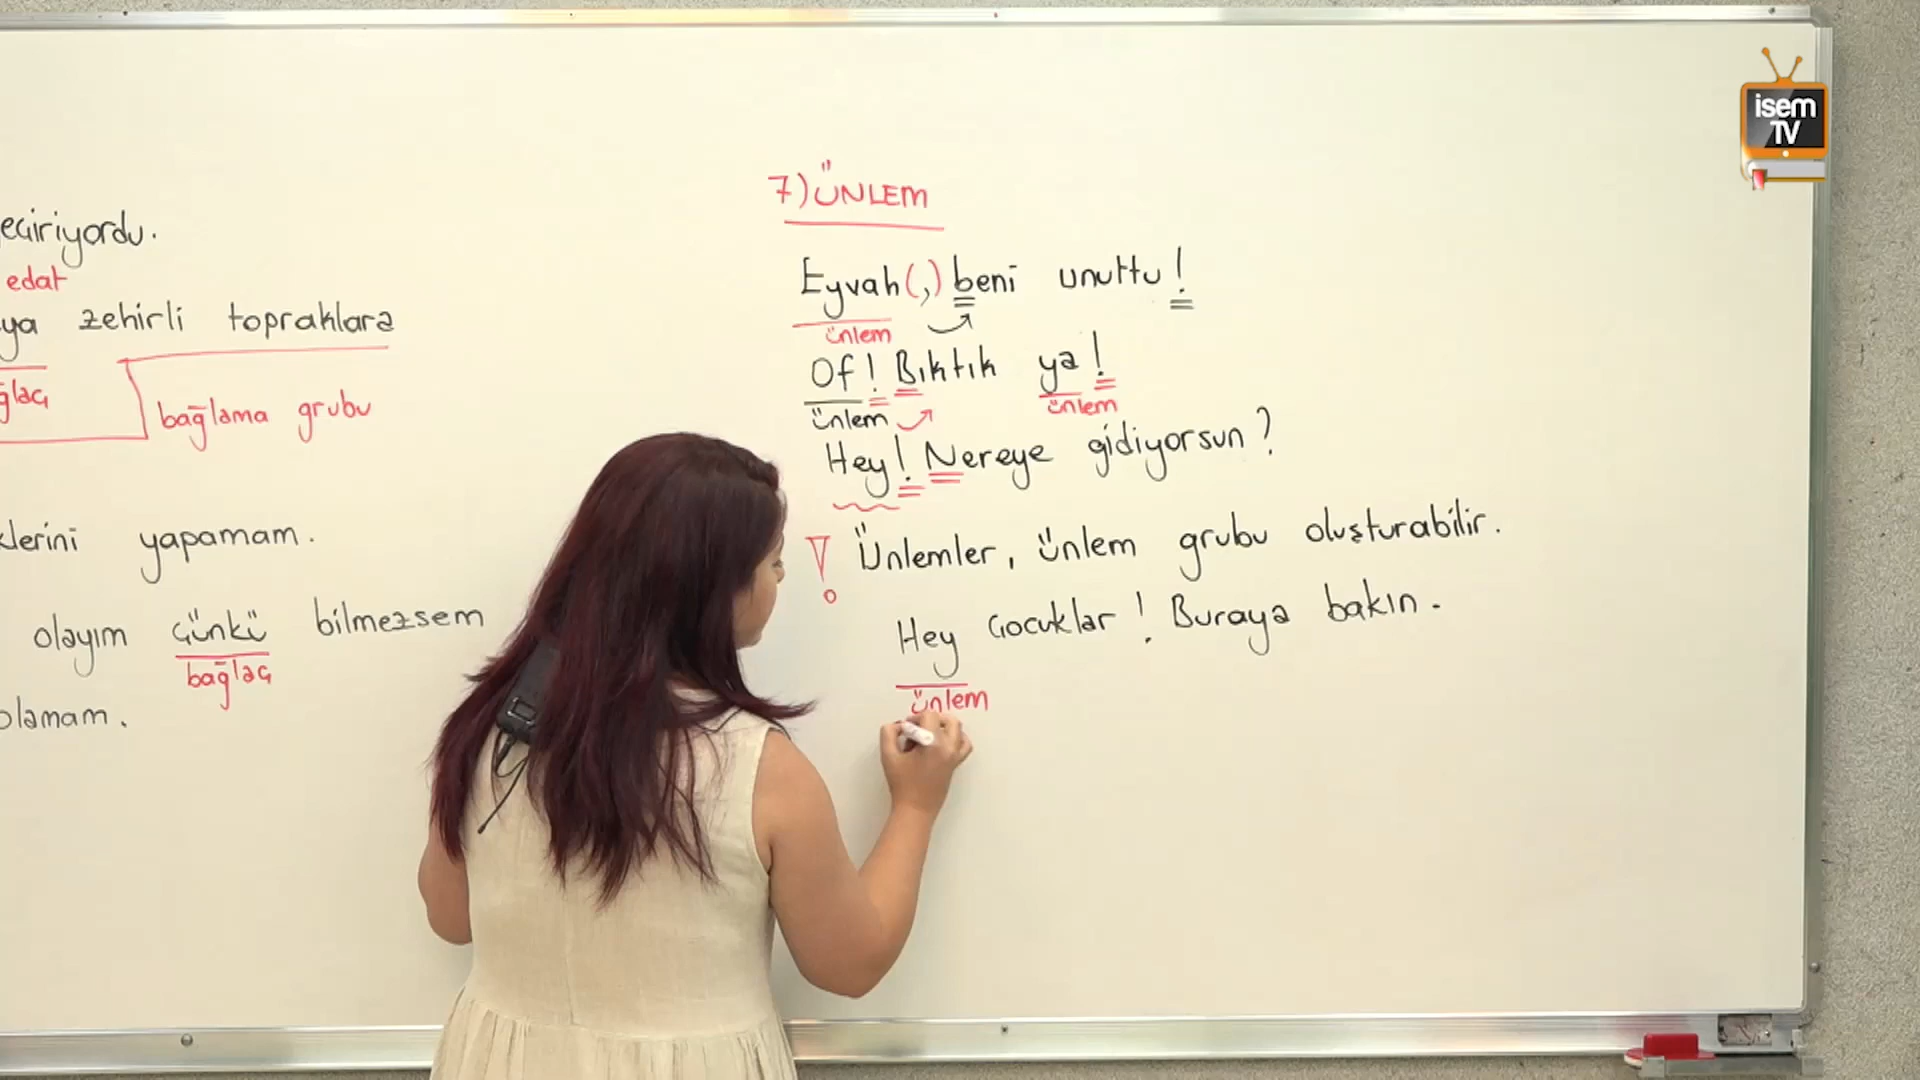 eçiriyordu.
edat
ya zehirli topraklara
ğlaç
bağlama grubu
klerini yapamam.
olayım çünkü bilmezsem
bağlaç
olamam.
7) ÜNLEM
Eyvah(,) beni unuttu!
ünlem
Of! Bıktık ya!
ünlem ünlem
Hey! Nereye gidiyorsun?
! Ünlemler, ünlem grubu oluşturabilir.
Hey çocuklar! Buraya bakın.
ünlem
isem
TV